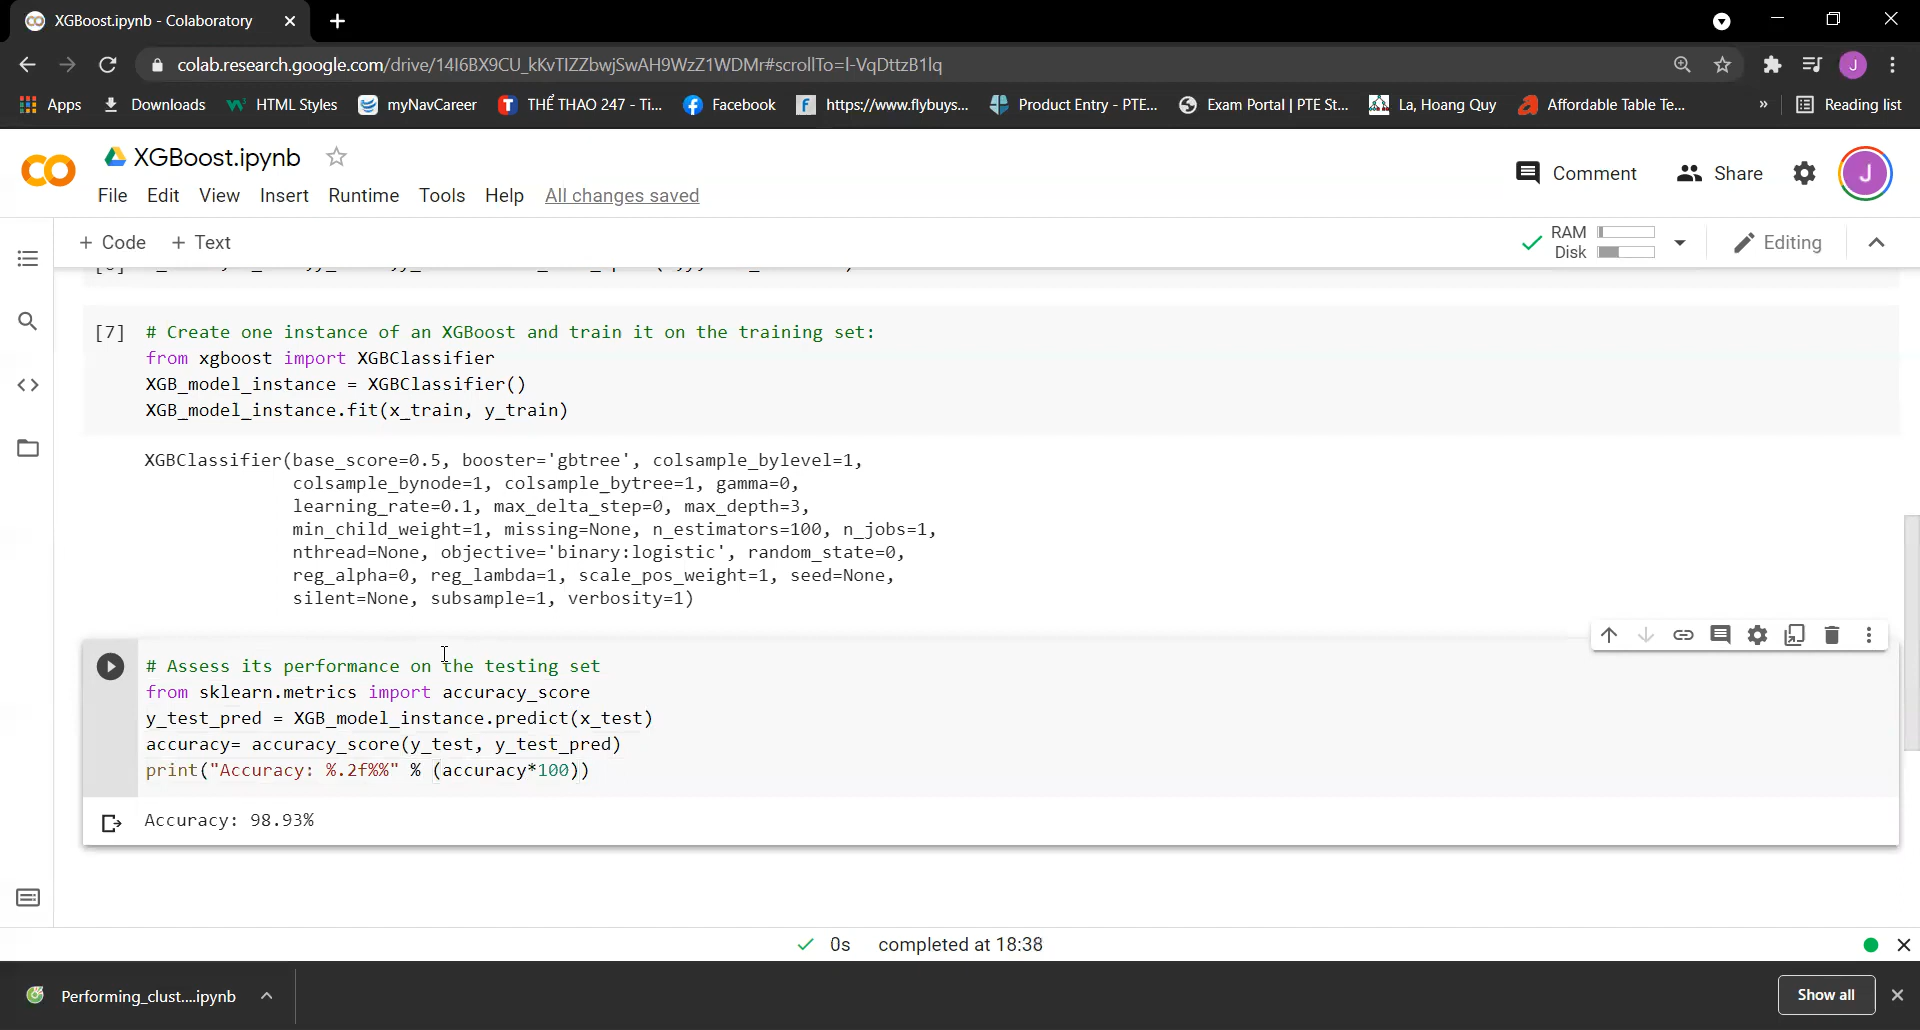 XGBoost.ipynb - Colaboratory
colab.research.google.com/drive/14I6BX9CU_kKvTIZZbwjSwAH9WzZ1WDMr#scrollTo=I-VqDttzB1lq
J
Apps Downloads HTML Styles myNavCareer THỂ THAO 247 - Ti... Facebook https://www.flybuys... Product Entry - PTE... Exam Portal | PTE St... La, Hoang Quy Affordable Table Te... » Reading list
XGBoost.ipynb
Comment Share J
File Edit View Insert Runtime Tools Help All changes saved
+ Code + Text RAM Disk Editing
[7] # Create one instance of an XGBoost and train it on the training set:
from xgboost import XGBClassifier
XGB_model_instance = XGBClassifier()
XGB_model_instance.fit(x_train, y_train)
XGBClassifier(base_score=0.5, booster='gbtree', colsample_bylevel=1,
colsample_bynode=1, colsample_bytree=1, gamma=0,
learning_rate=0.1, max_delta_step=0, max_depth=3,
min_child_weight=1, missing=None, n_estimators=100, n_jobs=1,
nthread=None, objective='binary:logistic', random_state=0,
reg_alpha=0, reg_lambda=1, scale_pos_weight=1, seed=None,
silent=None, subsample=1, verbosity=1)
# Assess its performance on the testing set
from sklearn.metrics import accuracy_score
y_test_pred = XGB_model_instance.predict(x_test)
accuracy= accuracy_score(y_test, y_test_pred)
print("Accuracy: %.2f%%" % (accuracy*100))
Accuracy: 98.93%
0s completed at 18:38
Performing_clust....ipynb
Show all